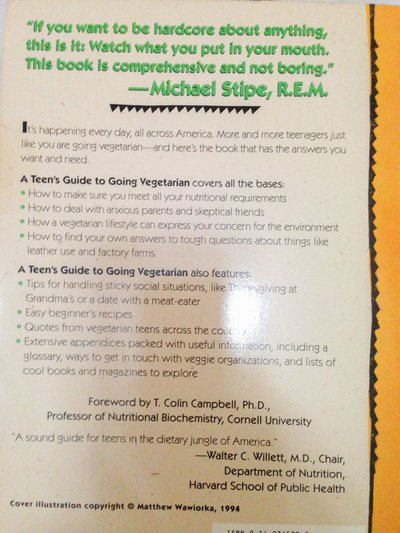 "If you want to be hardcore about anything,
this is it: Watch what you put in your mouth.
This book is comprehensive and not boring."
—Michael Stipe, R.E.M.
It's happening every day, all across America. More and more teenagers just
like you are going vegetarian—and here's the book that has the answers you
want and need.
A Teen's Guide to Going Vegetarian covers all the bases:
• How to make sure you meet all your nutritional requirements
• How to deal with anxious parents and skeptical friends
• How a vegetarian lifestyle can express your concern for the environment
• How to find your own answers to tough questions about things like
leather use and factory farms
A Teen's Guide to Going Vegetarian also features:
• Tips for handling sticky social situations, like Thanksgiving at
Grandma's or a date with a meat-eater
• Easy beginner's recipes
• Quotes from vegetarian teens across the
• Extensive appendices packed with useful information, including a
glossary, ways to get in touch with veggie organizations, and lists of
cool books and magazines to explore
Foreword by T. Colin Campbell, Ph.D.,
Professor of Nutritional Biochemistry, Cornell University
"A sound guide for teens in the dietary jungle of America."
—Walter C. Willett, M.D., Chair,
Department of Nutrition,
Harvard School of Public Health
Cover illustration copyright © Matthew Wawiorka, 1994